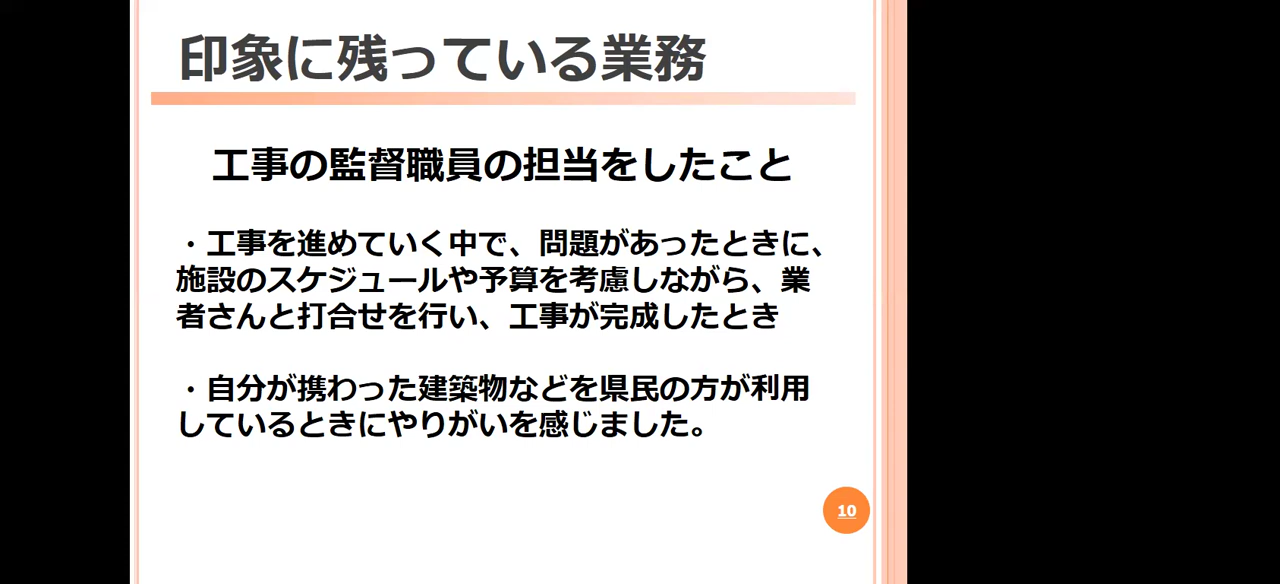 印象に残っている業務
工事の監督職員の担当をしたこと
・工事を進めていく中で、問題があったときに、
施設のスケジュールや予算を考慮しながら、業
者さんと打合せを行い、工事が完成したとき
・自分が携わった建築物などを県民の方が利用
しているときにやりがいを感じました。
10